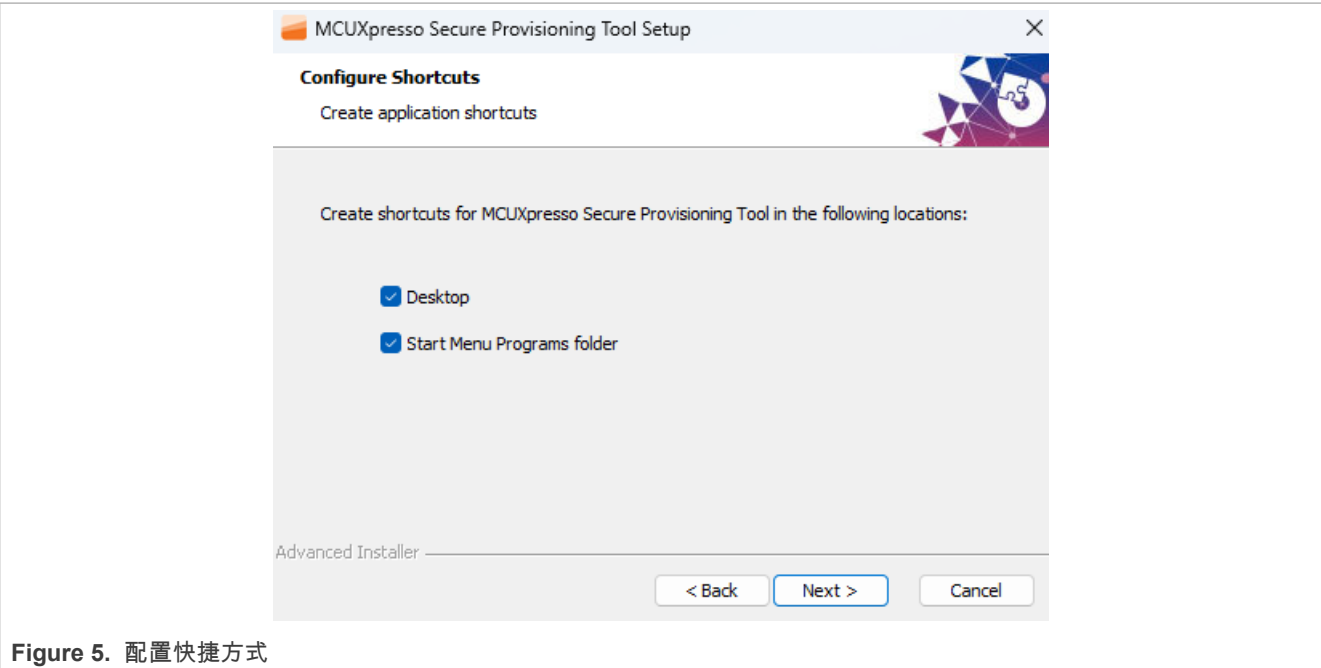 MCUXpresso Secure Provisioning Tool Setup
Configure Shortcuts
Create application shortcuts
Create shortcuts for MCUXpresso Secure Provisioning Tool in the following locations:
Desktop
Start Menu Programs folder
Advanced Installer
< Back Next > Cancel
Figure 5. 配置快捷方式